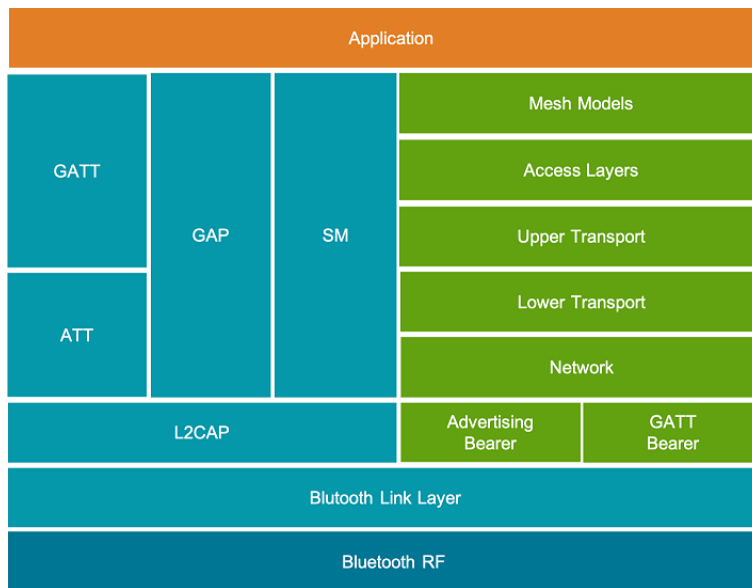 Application
GATT
GAP
SM
Mesh Models
Access Layers
Upper Transport
ATT
Lower Transport
Network
L2CAP
Advertising
Bearer
GATT
Bearer
Blutooth Link Layer
Bluetooth RF